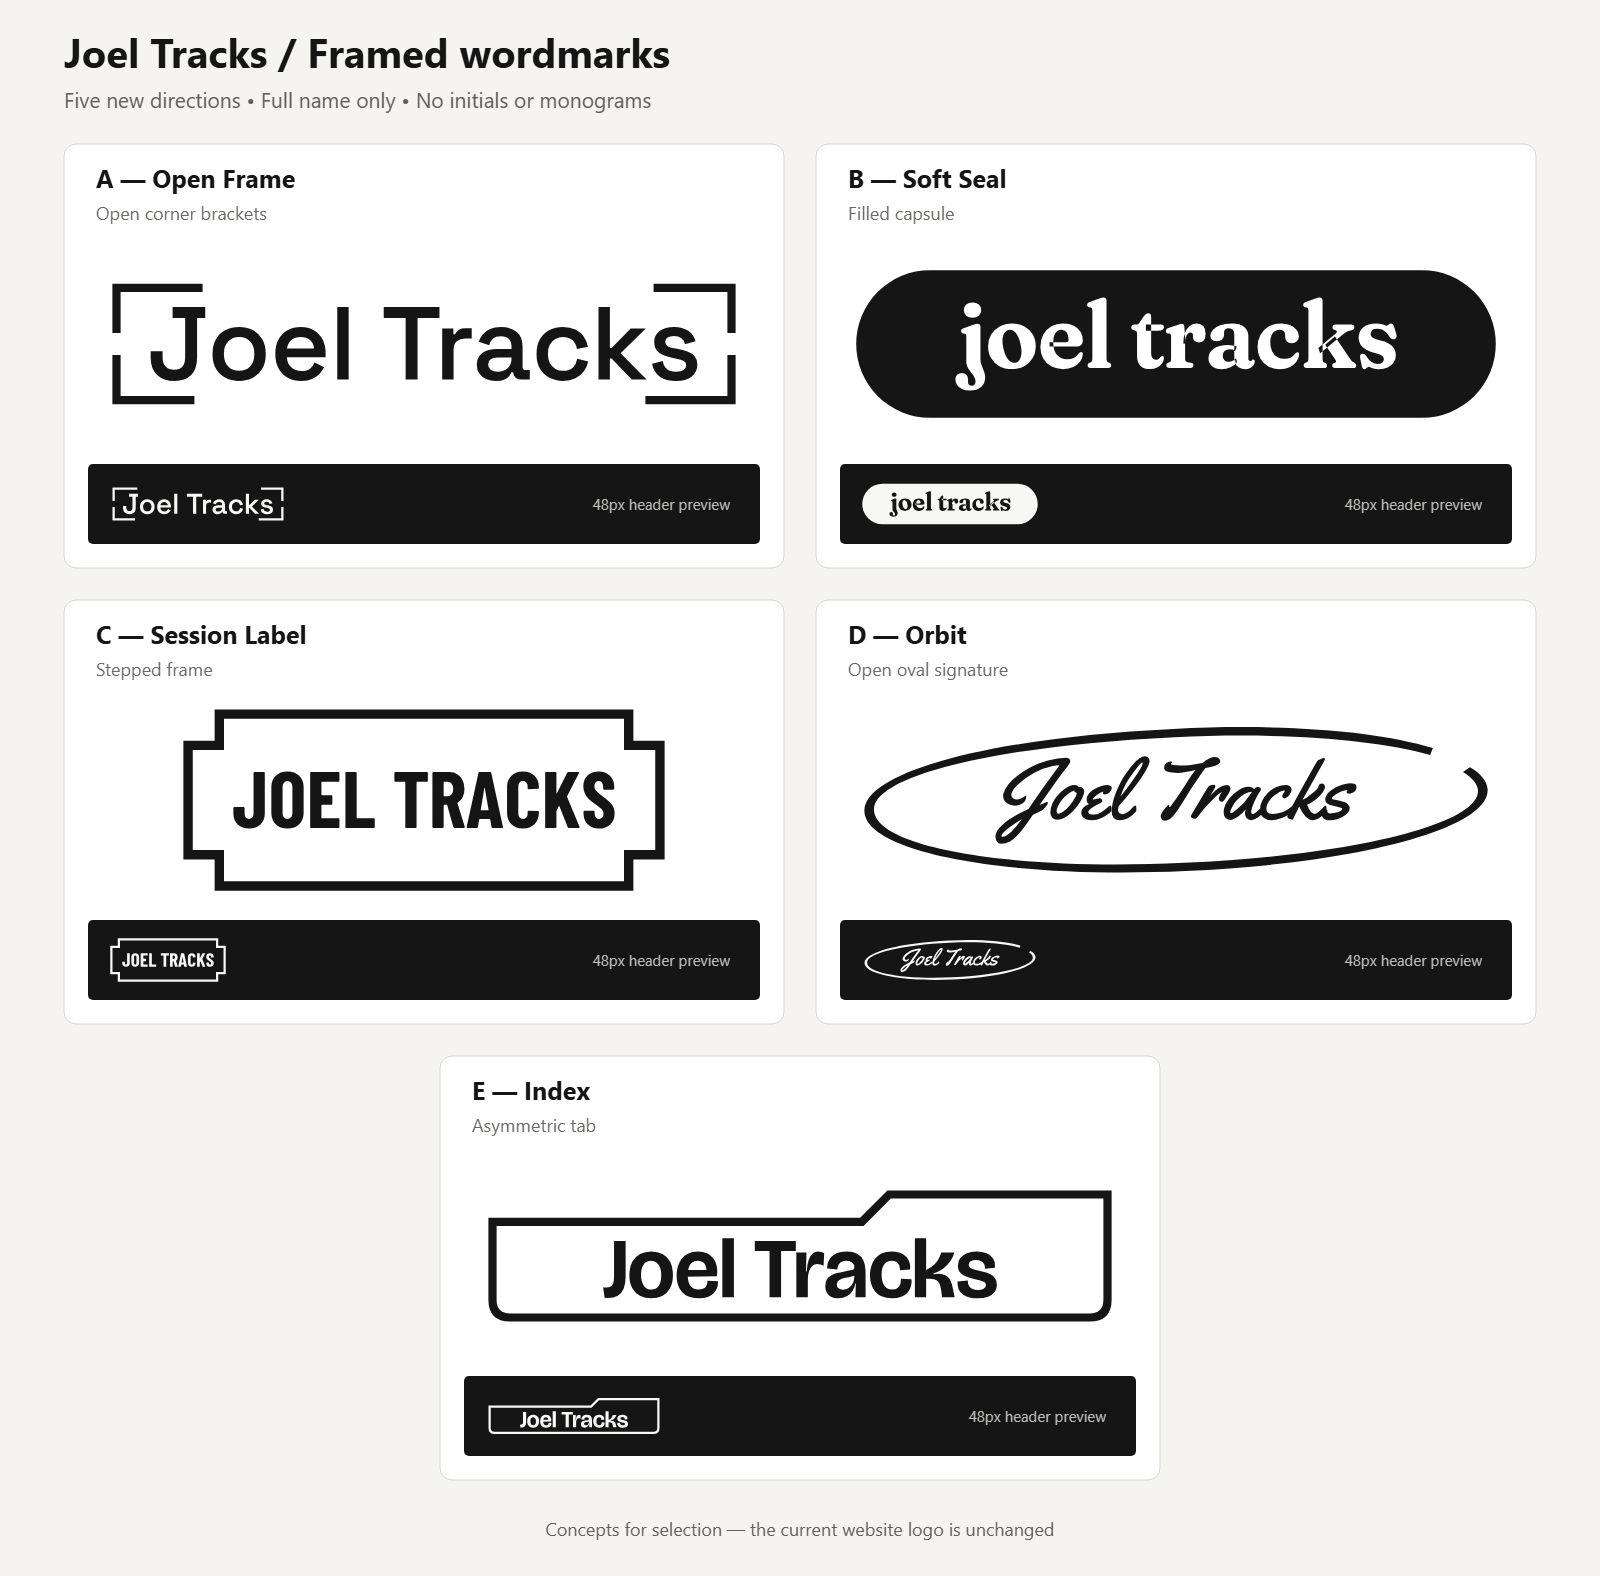 Joel Tracks / Framed wordmarks
Five new directions • Full name only • No initials or monograms
A — Open Frame
Open corner brackets
Joel Tracks
Joel Tracks
48px header preview
B — Soft Seal
Filled capsule
joel tracks
joel tracks
48px header preview
C — Session Label
Stepped frame
JOEL TRACKS
JOEL TRACKS
48px header preview
D — Orbit
Open oval signature
Joel Tracks
Joel Tracks
48px header preview
E — Index
Asymmetric tab
Joel Tracks
Joel Tracks
48px header preview
Concepts for selection — the current website logo is unchanged